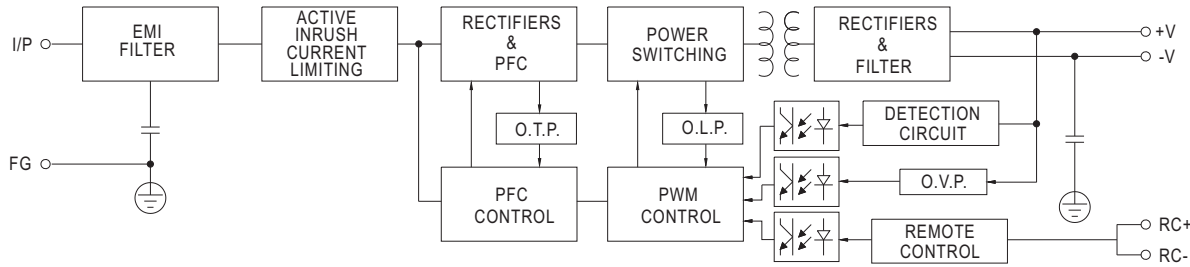 I/P
EMI
FILTER
ACTIVE
INRUSH
CURRENT
LIMITING
RECTIFIERS
&
PFC
POWER
SWITCHING
RECTIFIERS
&
FILTER
+V
-V
O.T.P.
O.L.P.
DETECTION
CIRCUIT
FG
PFC
CONTROL
PWM
CONTROL
O.V.P.
REMOTE
CONTROL
RC+
RC-